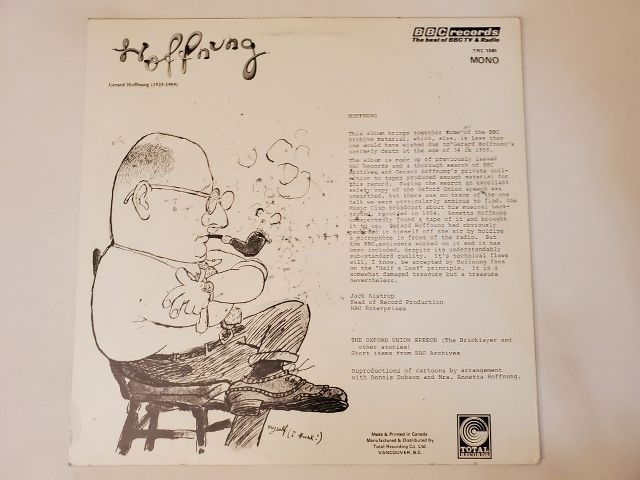 Hoffnung
Gerard Hoffnung (1925-1959)
BBC records
The best of BBC TV & Radio
TRC 1085
MONO
HOFFNUNG
This album brings together some of the BBC
Archive material, which, alas, is less than
one would have wished due to Gerard Hoffnung's
untimely death at the age of 34 in 1959.
The album is made up of previously issued
BBC Records and a thorough search of BBC
Archives and Gerard Hoffnung's private coll-
ection to tapes produced enough material for
this record. During the search an excellent
safety copy of the Oxford Union speech was
unearthed, but there was no trace of the one
talk we were particularly anxious to find, the
Music Club broadcast about his musical back-
ground, recorded in 1954. Annetta Hoffnung
unexpectedly found a tape of it and brought
it to us. Gerard Hoffnung had obviously
recorded it himself off the air by holding
a microphone in front of the radio. But
the BBC engineers worked on it and it has
been included, despite its understandably
sub-standard quality. It's technical flaws
will, I know, be accepted by Hoffnung fans
on the "Half a Loaf" principle. It is a
somewhat damaged treasure but a treasure
nevertheless.
Jack Aistrop
Head of Record Production
BBC Enterprises
THE OXFORD UNION SPEECH (The Bricklayer and
other stories)
Short items from BBC Archives
Reproductions of cartoons by arrangement
with Dennis Dobson and Mrs. Annetta Hoffnung.
myself (I think!)
Made & Printed in Canada
Manufactured & Distributed by
Total Recording Co. Ltd.
VANCOUVER, B.C.
TOTAL
RECORDING